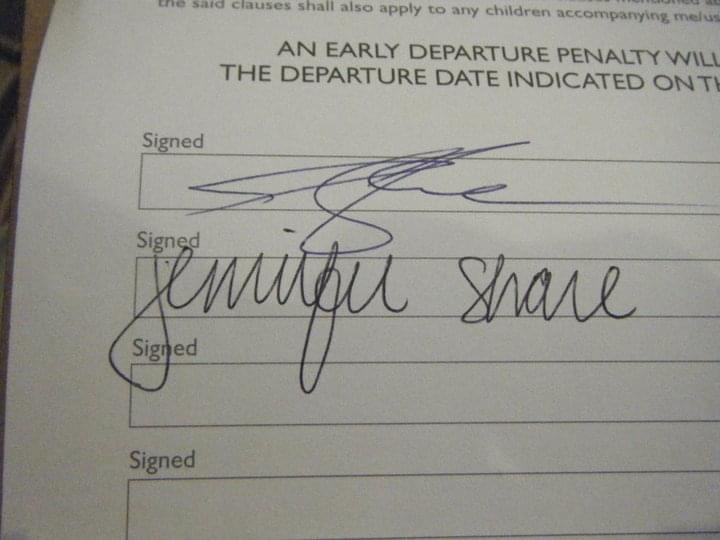 the said clauses shall also apply to any children accompanying me/us
AN EARLY DEPARTURE PENALTY WILL
THE DEPARTURE DATE INDICATED ON TH
Signed
Signed
Jennifer Share
Signed
Signed